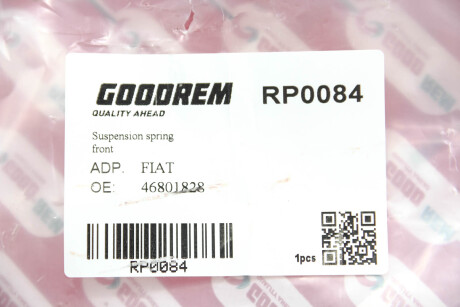 GOODREM
QUALITY AHEAD
RP0084
Suspension spring
front
ADP. FIAT
OE: 46801828
RP0084
1pcs